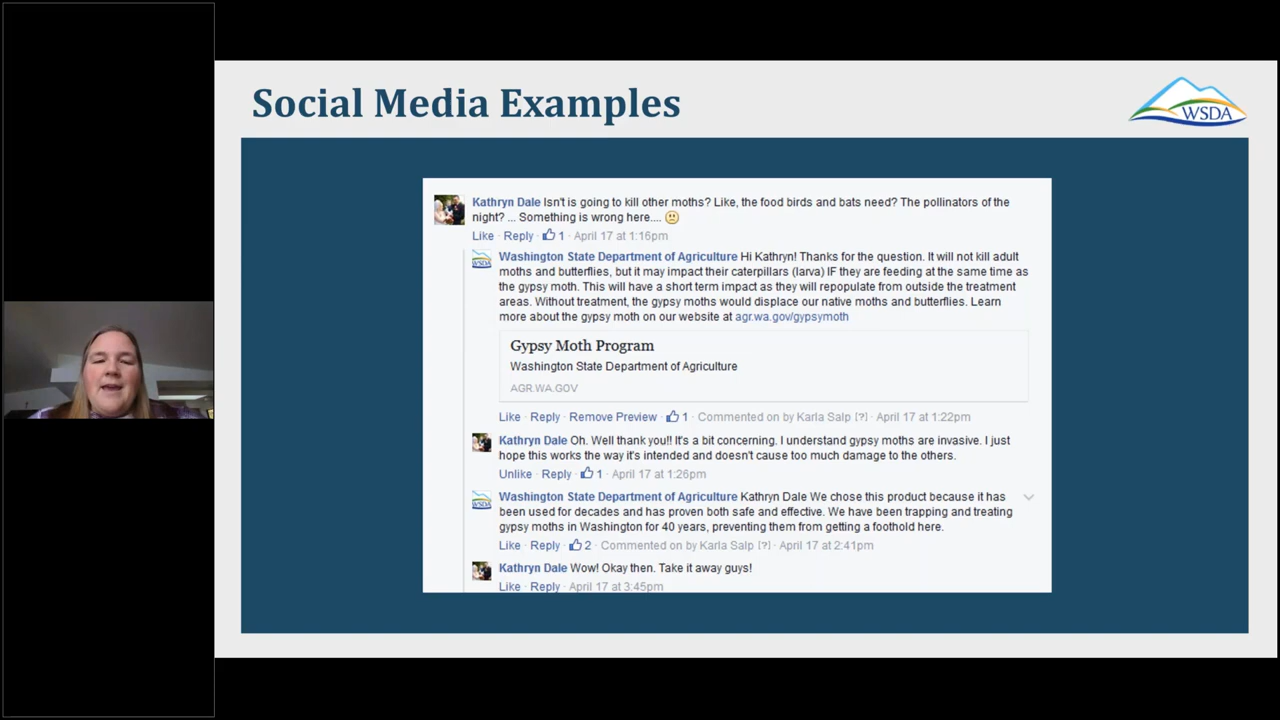 Social Media Examples
WSDA
Kathryn Dale Isn't is going to kill other moths? Like, the food birds and bats need? The pollinators of the
night? ... Something is wrong here....
Like · Reply · 1 · April 17 at 1:16pm
WSDA
Washington State Department of Agriculture Hi Kathryn! Thanks for the question. It will not kill adult
moths and butterflies, but it may impact their caterpillars (larva) IF they are feeding at the same time as
the gypsy moth. This will have a short term impact as they will repopulate from outside the treatment
areas. Without treatment, the gypsy moths would displace our native moths and butterflies. Learn
more about the gypsy moth on our website at agr.wa.gov/gypsymoth
Gypsy Moth Program
Washington State Department of Agriculture
AGR.WA.GOV
Like · Reply · Remove Preview · 1 · Commented on by Karla Salp [?] · April 17 at 1:22pm
Kathryn Dale Oh. Well thank you!! It's a bit concerning. I understand gypsy moths are invasive. I just
hope this works the way it's intended and doesn't cause too much damage to the others.
Unlike · Reply · 1 · April 17 at 1:26pm
WSDA
Washington State Department of Agriculture Kathryn Dale We chose this product because it has
been used for decades and has proven both safe and effective. We have been trapping and treating
gypsy moths in Washington for 40 years, preventing them from getting a foothold here.
Like · Reply · 2 · Commented on by Karla Salp [?] · April 17 at 2:41pm
Kathryn Dale Wow! Okay then. Take it away guys!
Like · Reply · April 17 at 3:45pm